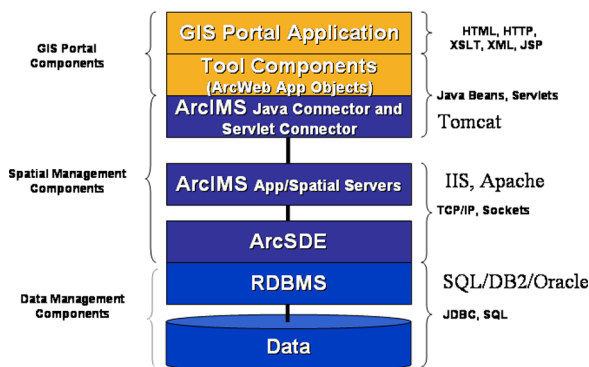 GIS Portal Application
Tool Components
(ArcWeb App Objects)
ArcIMS Java Connector and
Servlet Connector
ArcIMS App/Spatial Servers
ArcSDE
RDBMS
Data
GIS Portal
Components
Spatial Management
Components
Data Management
Components
HTML, HTTP,
XSLT, XML, JSP
Java Beans, Servlets
Tomcat
IIS, Apache
TCP/IP, Sockets
SQL/DB2/Oracle
JDBC, SQL